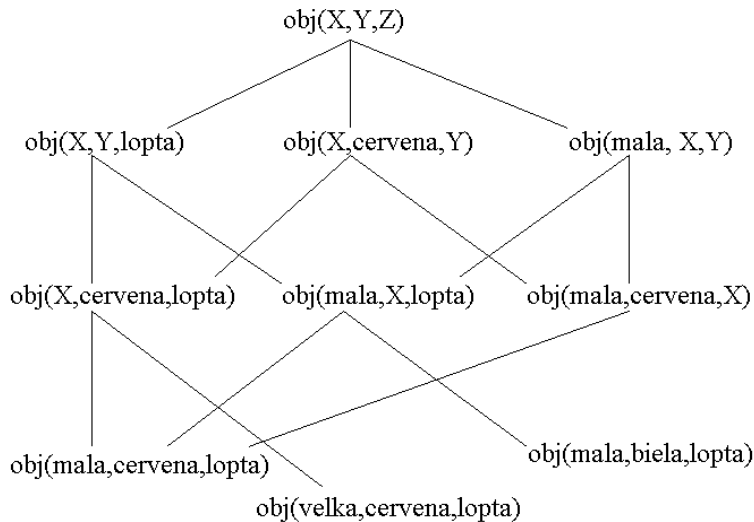 obj(X,Y,Z)
obj(X,Y,lopta) obj(X,cervena,Y) obj(mala, X,Y)
obj(X,cervena,lopta) obj(mala,X,lopta) obj(mala,cervena,X)
obj(mala,cervena,lopta) obj(mala,biela,lopta)
obj(velka,cervena,lopta)